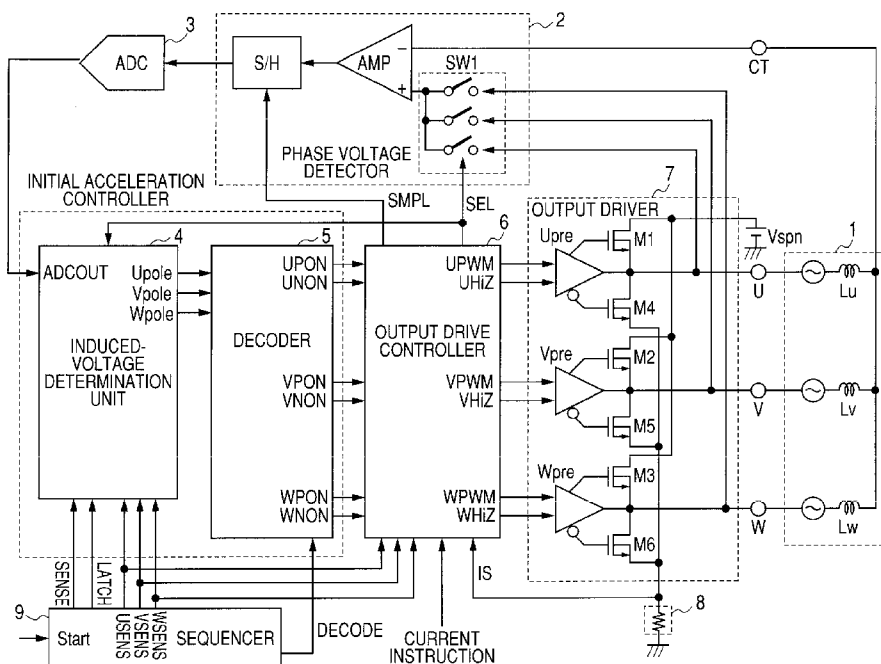 3
2
ADC
S/H
AMP
−
+
SW1
CT
PHASE VOLTAGE
DETECTOR
INITIAL ACCELERATION
CONTROLLER
SMPL
SEL
7
OUTPUT DRIVER
4
5
6
Vspn
1
ADCOUT
Upole
Vpole
Wpole
INDUCED-
VOLTAGE
DETERMINATION
UNIT
UPON
UNON
DECODER
VPON
VNON
WPON
WNON
UPWM
UHiZ
OUTPUT DRIVE
CONTROLLER
VPWM
VHiZ
WPWM
WHiZ
Upre
M1
M4
U
Lu
Vpre
M2
M5
V
Lv
Wpre
M3
M6
W
Lw
SENSE
LATCH
USENS
VSENS
WSENS
IS
8
9
Start
SEQUENCER
DECODE
CURRENT
INSTRUCTION